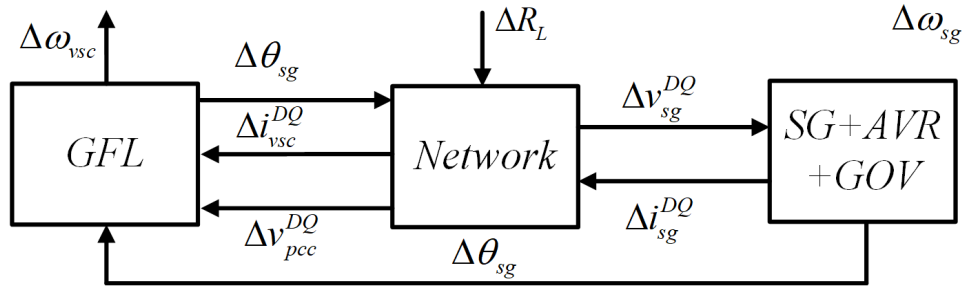 Δω_vsc
Δθ_sg
Δi_vsc^DQ
Δv_pcc^DQ
GFL
ΔR_L
Network
Δv_sg^DQ
Δi_sg^DQ
Δω_sg
SG+AVR
+GOV
Δθ_sg